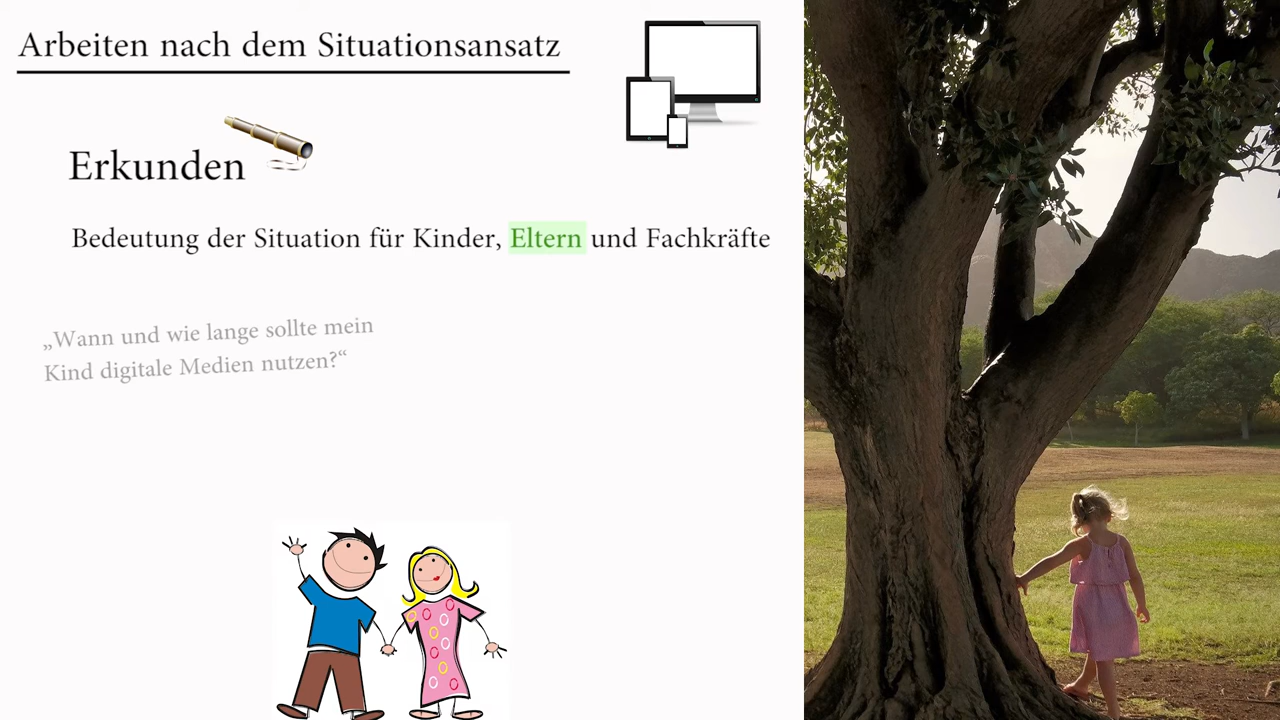 Arbeiten nach dem Situationsansatz
Erkunden
Bedeutung der Situation für Kinder, Eltern und Fachkräfte
„Wann und wie lange sollte mein
Kind digitale Medien nutzen?“